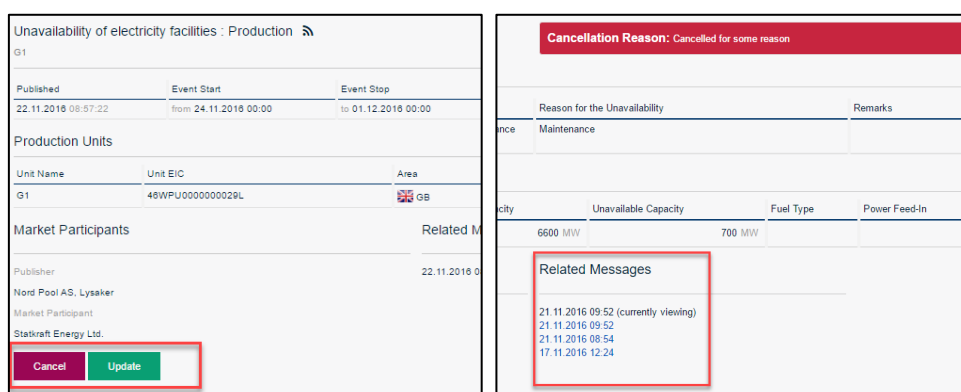 Unavailability of electricity facilities : Production
G1
Published Event Start Event Stop
22.11.2016 08:57:22 from 24.11.2016 00:00 to 01.12.2016 00:00
Production Units
Unit Name Unit EIC Area
G1 46WPU0000000029L GB
Market Participants Related M
Publisher 22.11.2016 0
Nord Pool AS, Lysaker
Market Participant
Statkraft Energy Ltd.
Cancel Update
Cancellation Reason: Cancelled for some reason
Reason for the Unavailability Remarks
nce Maintenance
city Unavailable Capacity Fuel Type Power Feed-In
6600 MW 700 MW
Related Messages
21.11.2016 09:52 (currently viewing)
21.11.2016 09:52
21.11.2016 08:54
17.11.2016 12:24